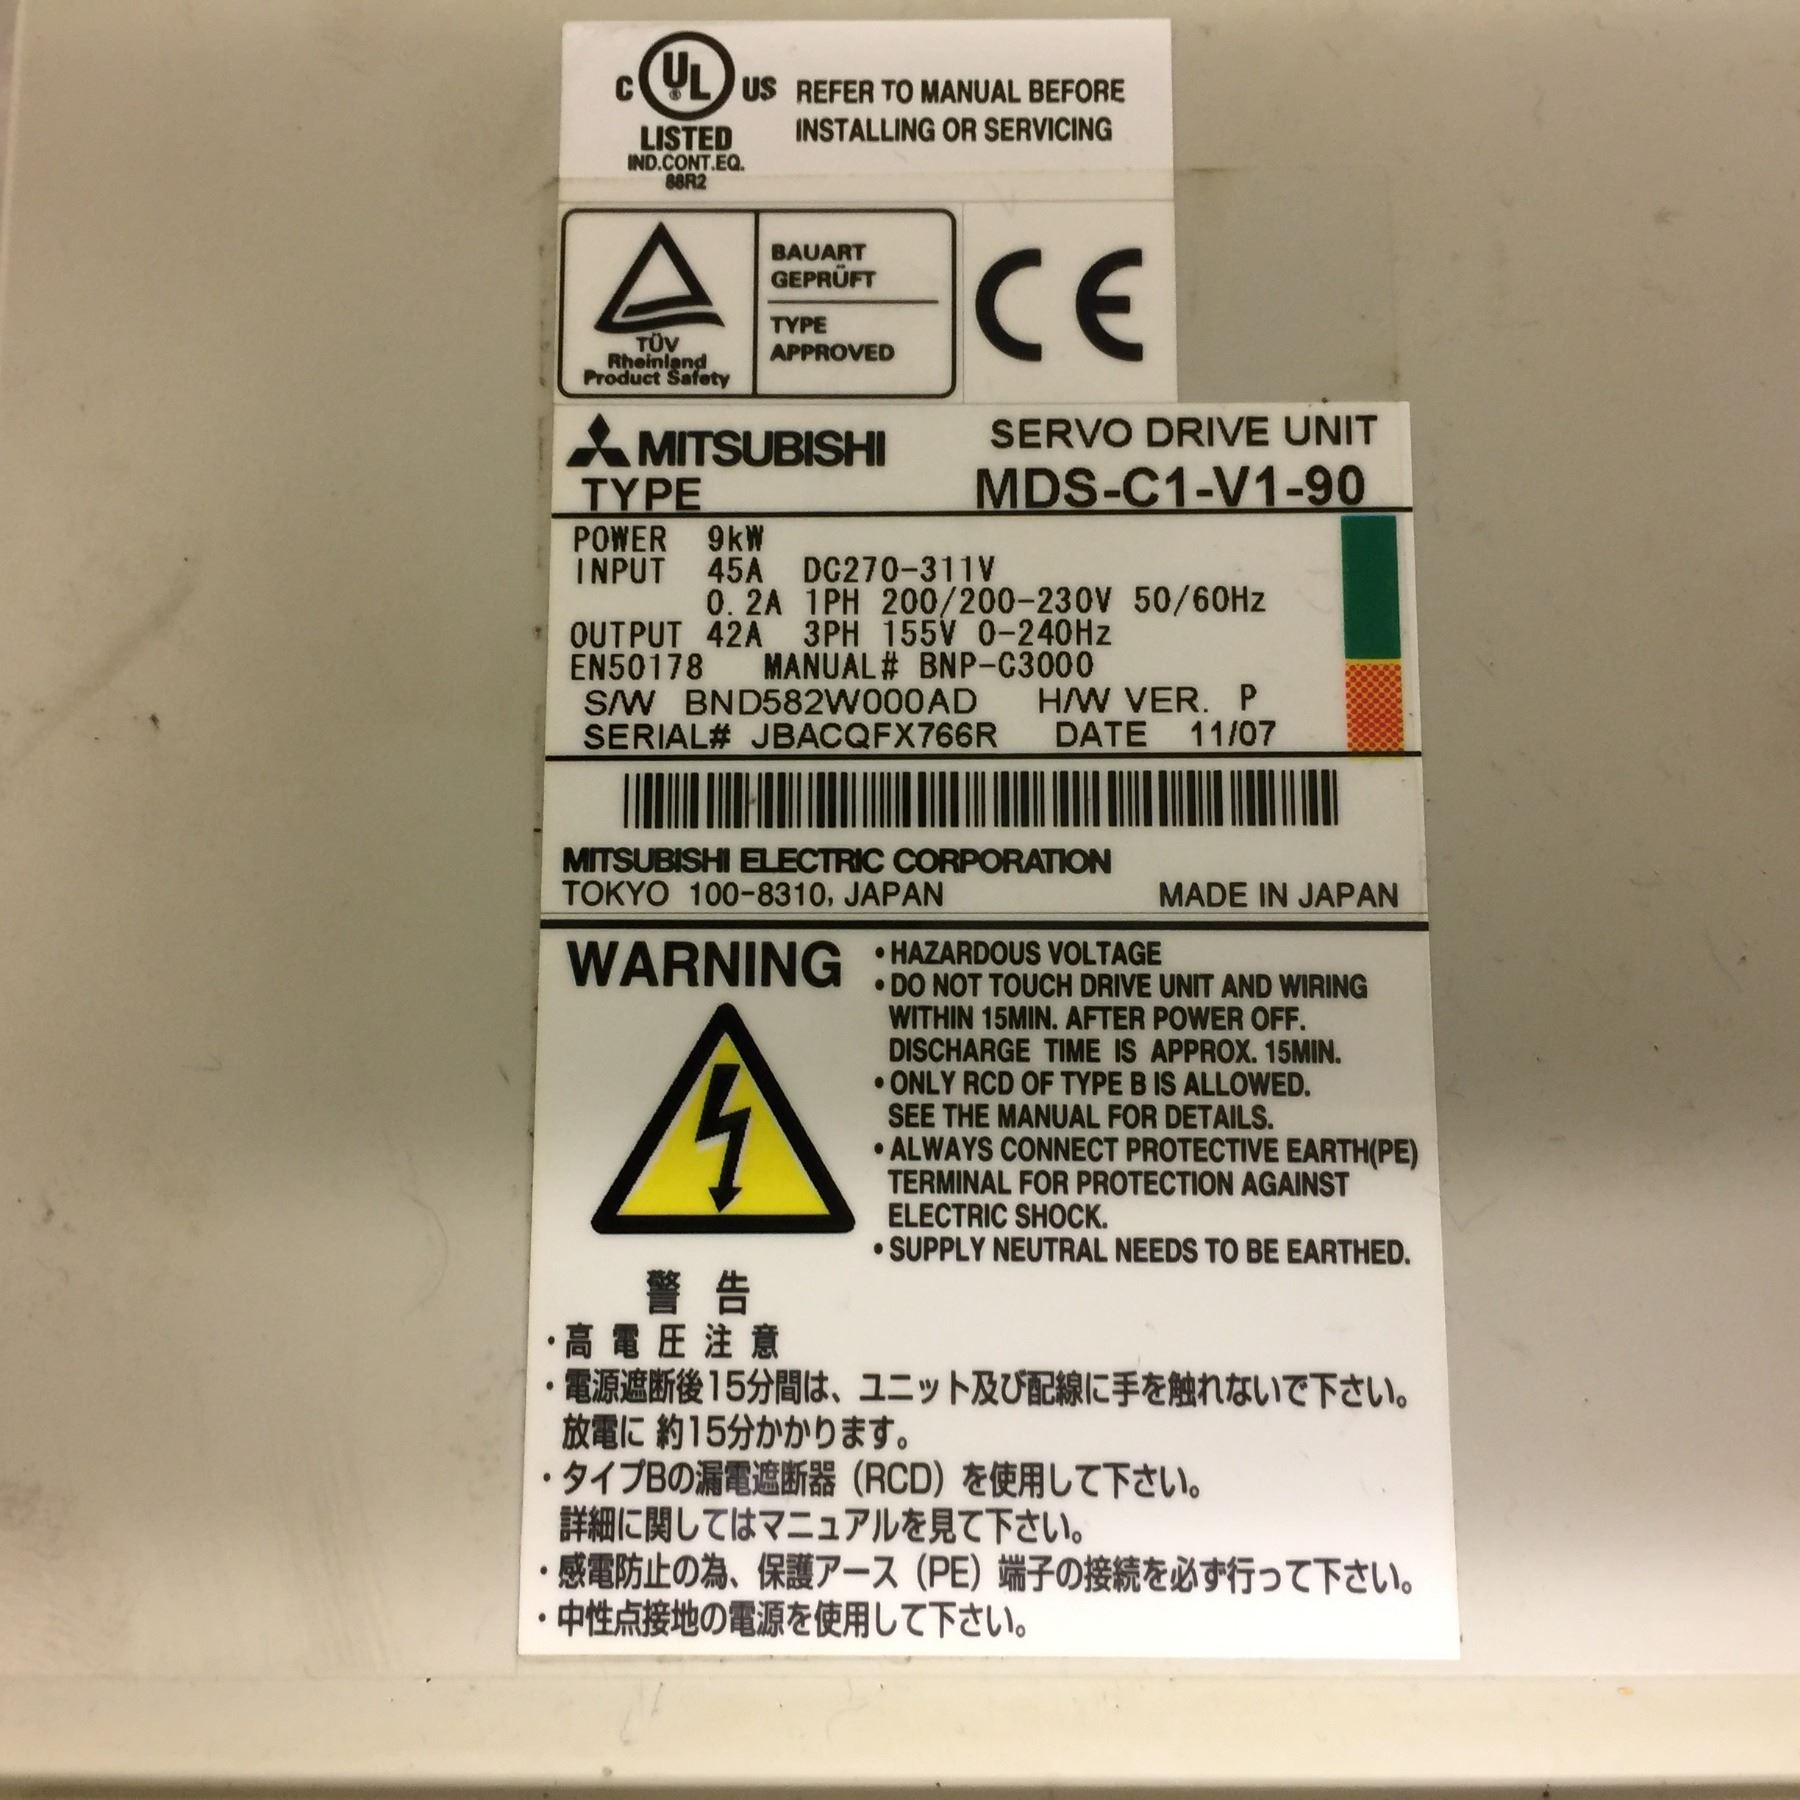 C UL US REFER TO MANUAL BEFORE
LISTED INSTALLING OR SERVICING
IND.CONT.EQ.
88R2
BAUART
GEPRÜFT
TYPE
APPROVED
TÜV
Rheinland
Product Safety
CE
MITSUBISHI SERVO DRIVE UNIT
TYPE MDS-C1-V1-90
POWER 9kW
INPUT 45A DC270-311V
0.2A 1PH 200/200-230V 50/60Hz
OUTPUT 42A 3PH 155V 0-240Hz
EN50178 MANUAL# BNP-C3000
S/W BND582W000AD H/W VER. P
SERIAL# JBACQFX766R DATE 11/07
MITSUBISHI ELECTRIC CORPORATION
TOKYO 100-8310, JAPAN MADE IN JAPAN
WARNING
・HAZARDOUS VOLTAGE
・DO NOT TOUCH DRIVE UNIT AND WIRING
WITHIN 15MIN. AFTER POWER OFF.
DISCHARGE TIME IS APPROX. 15MIN.
・ONLY RCD OF TYPE B IS ALLOWED.
SEE THE MANUAL FOR DETAILS.
・ALWAYS CONNECT PROTECTIVE EARTH(PE)
TERMINAL FOR PROTECTION AGAINST
ELECTRIC SHOCK.
・SUPPLY NEUTRAL NEEDS TO BE EARTHED.
警告
・高電圧注意
・電源遮断後15分間は、ユニット及び配線に手を触れないで下さい。
放電に約15分かかります。
・タイプBの漏電遮断器（RCD）を使用して下さい。
詳細に関してはマニュアルを見て下さい。
・感電防止の為、保護アース（PE）端子の接続を必ず行って下さい。
・中性点接地の電源を使用して下さい。